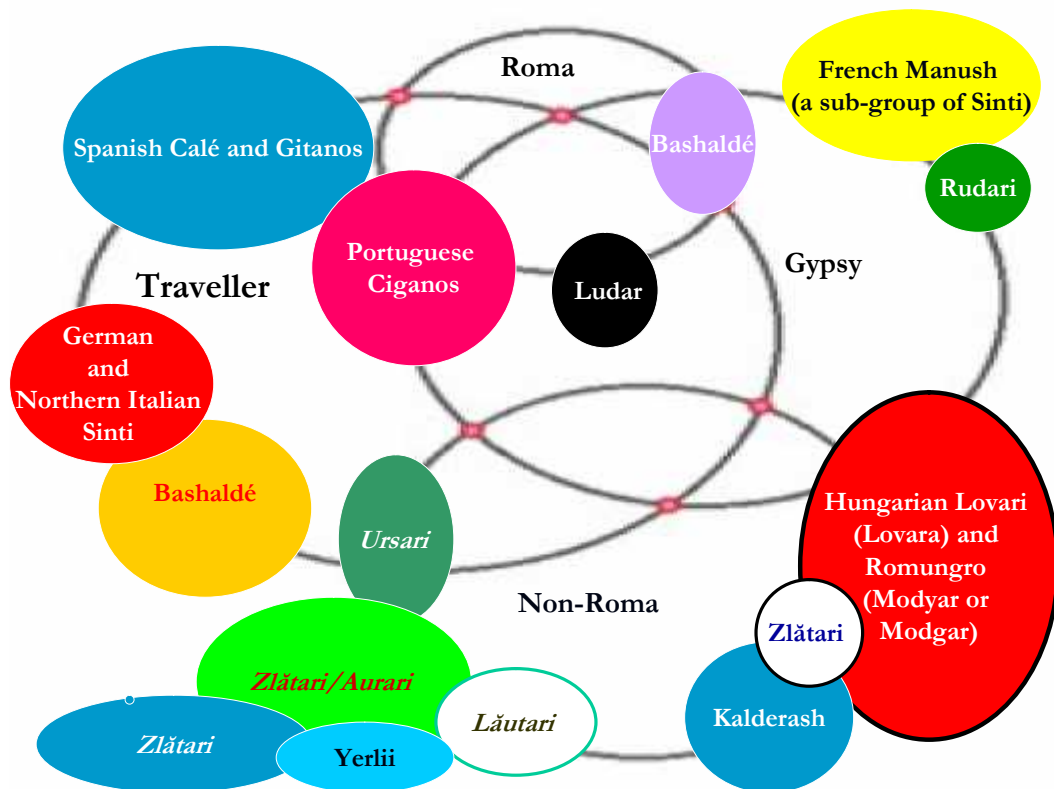 Roma
French Manush
(a sub-group of Sinti)
Spanish Calé and Gitanos
Bashaldé
Rudari
Portuguese
Ciganos
Gypsy
Traveller
Ludar
German
and
Northern Italian
Sinti
Bashaldé
Ursari
Hungarian Lovari
(Lovara) and
Romungro
(Modyar or
Modgar)
Non-Roma
Zlătari
Zlătari/Aurari
Lăutari
Kalderash
Zlătari
Yerlii